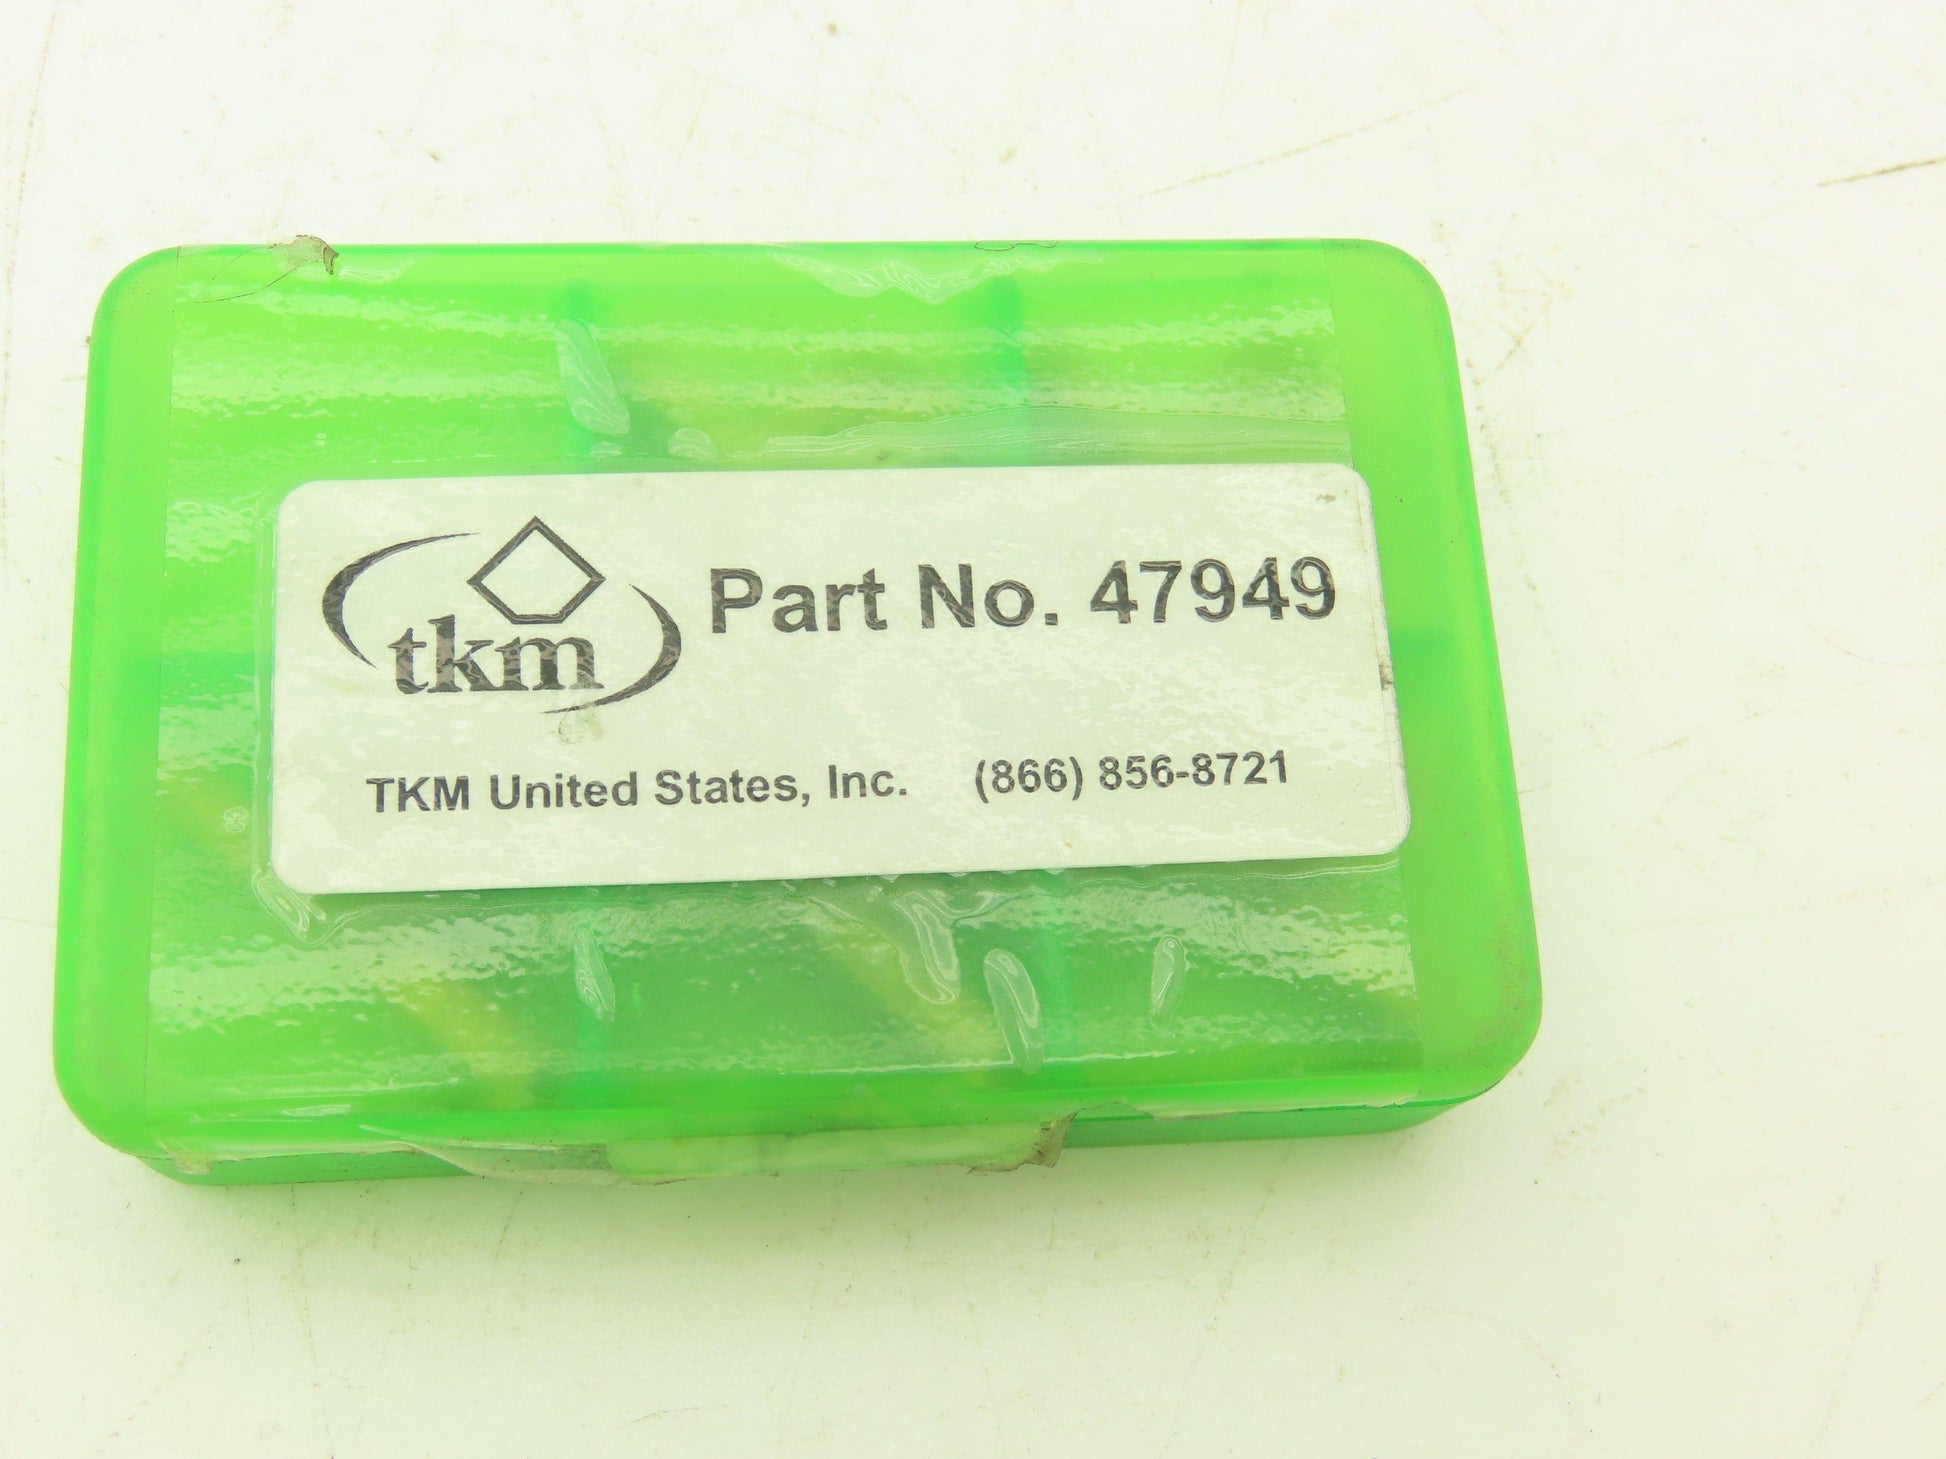 tkm
Part No. 47949
TKM United States, Inc. (866) 856-8721